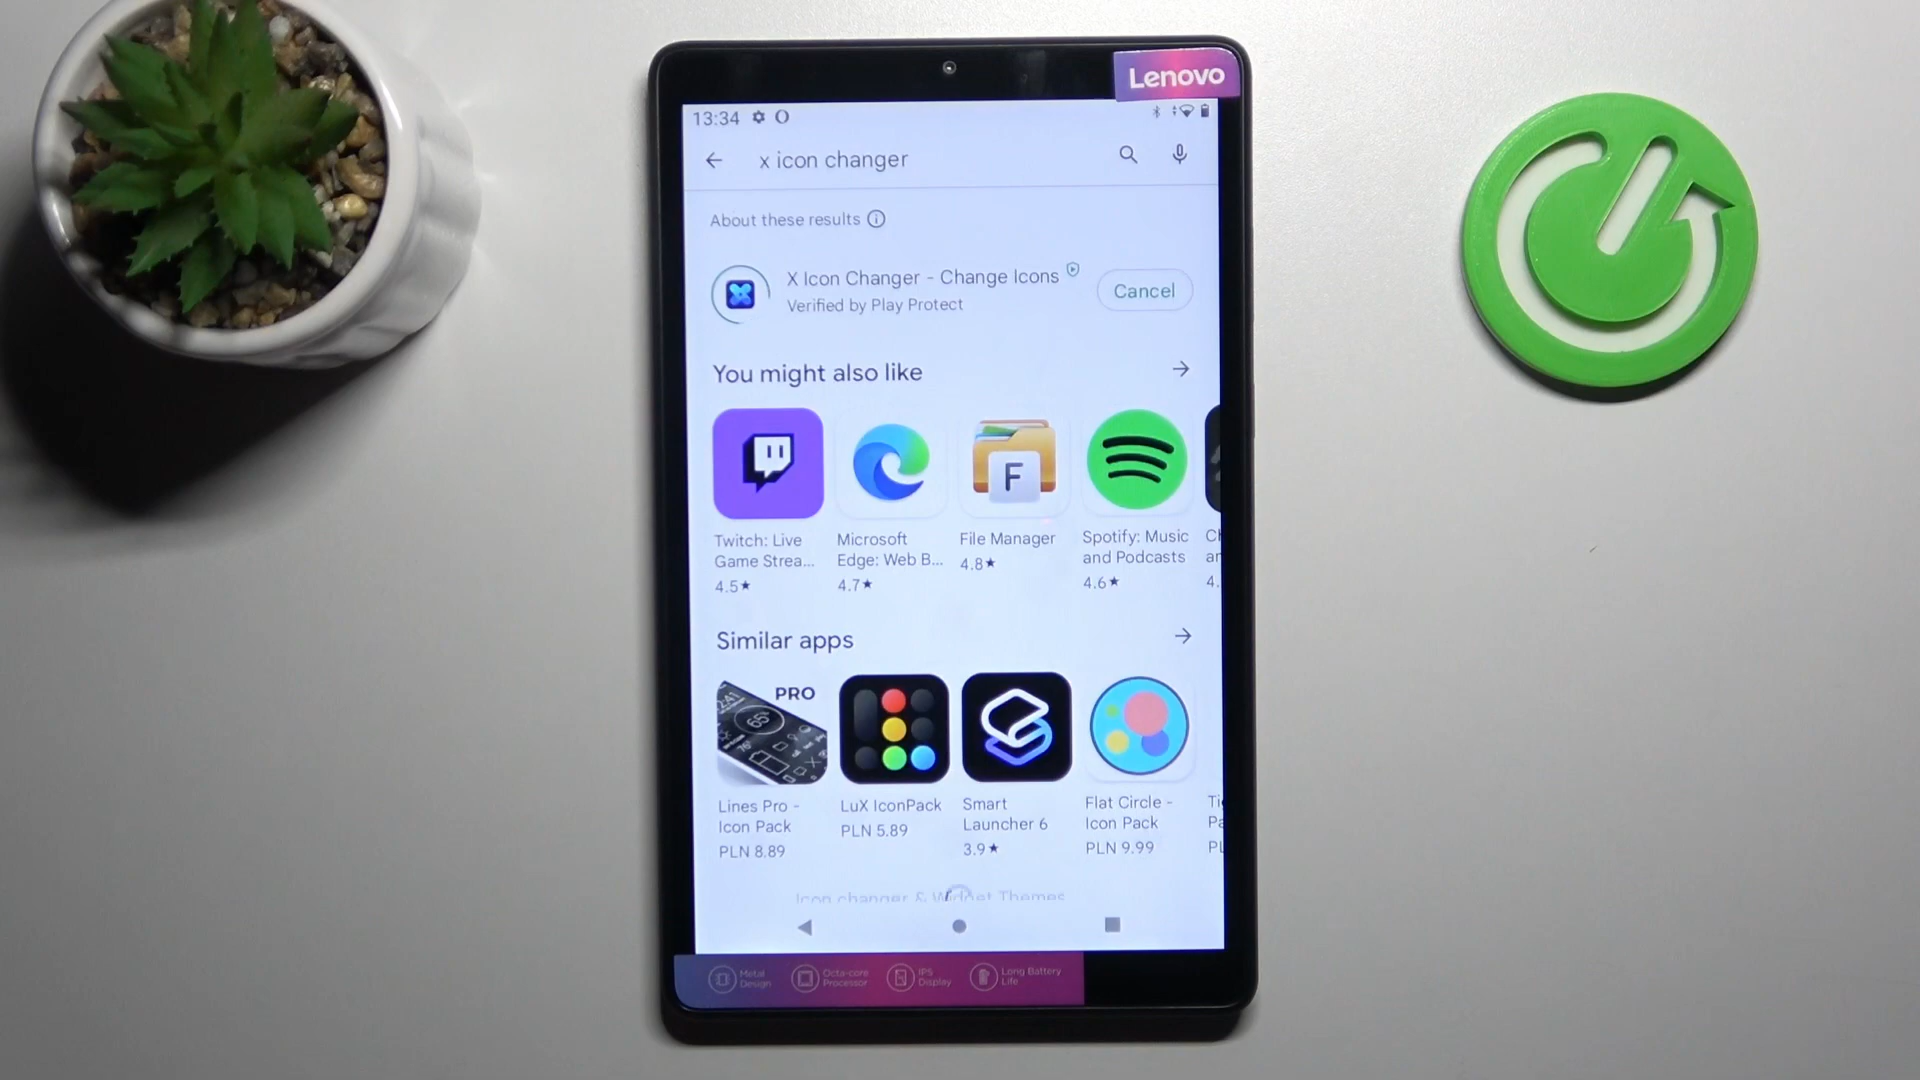 Lenovo
13:34
x icon changer
About these results
X Icon Changer - Change Icons
Verified by Play Protect
Cancel
You might also like
Twitch: Live
Game Strea...
4.5★
Microsoft
Edge: Web B...
4.7★
File Manager
4.8★
Spotify: Music
and Podcasts
4.6★
4.
Similar apps
PRO
Lines Pro -
Icon Pack
PLN 8.89
LuX IconPack
PLN 5.89
Smart
Launcher 6
3.9★
Flat Circle -
Icon Pack
PLN 9.99
Icon changer & Widget Themes
Metal
Design
Octa-core
Processor
IPS
Display
Long Battery
Life